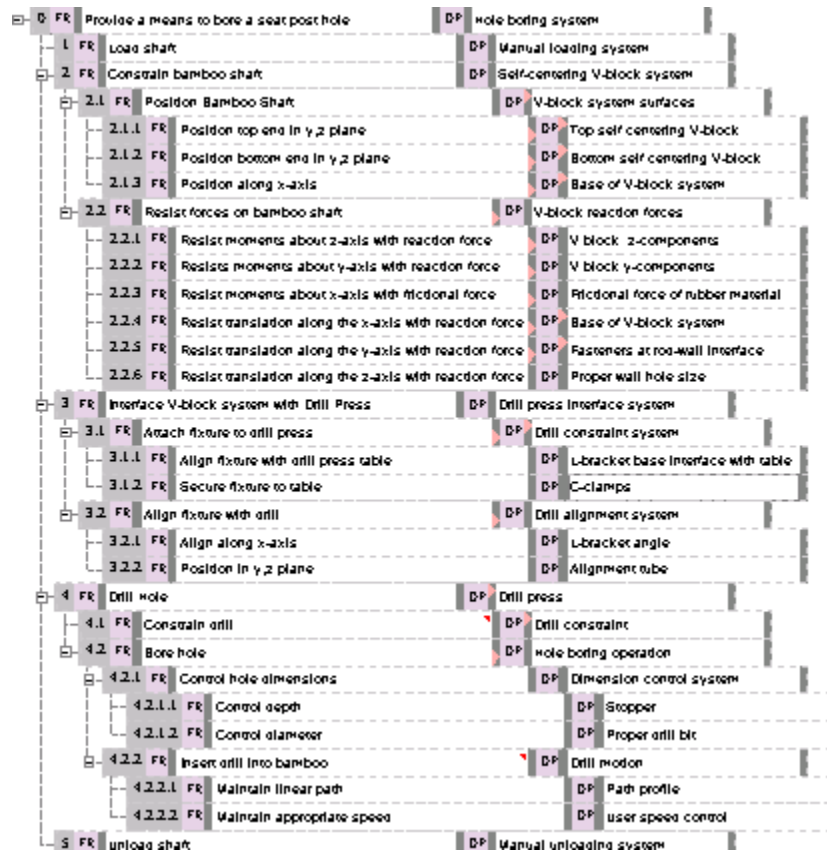 0 FR Provide a means to bore a seat post hole DP Hole boring system
1 FR Load shaft DP Manual loading system
2 FR Constrain bamboo shaft DP Self-centering V-block system
2.1 FR Position Bamboo Shaft DP V-block system surfaces
2.1.1 FR Position top end in y,z plane DP Top self centering V-block
2.1.2 FR Position bottom end in y,z plane DP Bottom self centering V-block
2.1.3 FR Position along x-axis DP Base of V-block system
2.2 FR Resist forces on bamboo shaft DP V-block reaction forces
2.2.1 FR Resist moments about z-axis with reaction force DP V block z-components
2.2.2 FR Resists moments about y-axis with reaction force DP V block y-components
2.2.3 FR Resist moments about x-axis with frictional force DP Frictional force of rubber material
2.2.4 FR Resist translation along the x-axis with reaction force DP Base of V-block system
2.2.5 FR Resist translation along the y-axis with reaction force DP Fasteners at rod-wall interface
2.2.6 FR Resist translation along the z-axis with reaction force DP Proper wall hole size
3 FR Interface V-block system with Drill Press DP Drill press interface system
3.1 FR Attach fixture to drill press DP Drill constraint system
3.1.1 FR Align fixture with drill press table DP L-bracket base interface with table
3.1.2 FR Secure fixture to table DP C-clamps
3.2 FR Align fixture with drill DP Drill alignment system
3.2.1 FR Align along x-axis DP L-bracket angle
3.2.2 FR Position in y,z plane DP Alignment tube
4 FR Drill Hole DP Drill press
4.1 FR Constrain drill DP Drill constraint
4.2 FR Bore hole DP Hole boring operation
4.2.1 FR Control hole dimensions DP Dimension control system
4.2.1.1 FR Control depth DP Stopper
4.2.1.2 FR Control diameter DP Proper drill bit
4.2.2 FR Insert drill into bamboo DP Drill motion
4.2.2.1 FR Maintain linear path DP Path profile
4.2.2.2 FR Maintain appropriate speed DP User speed control
5 FR Unload shaft DP Manual unloading system